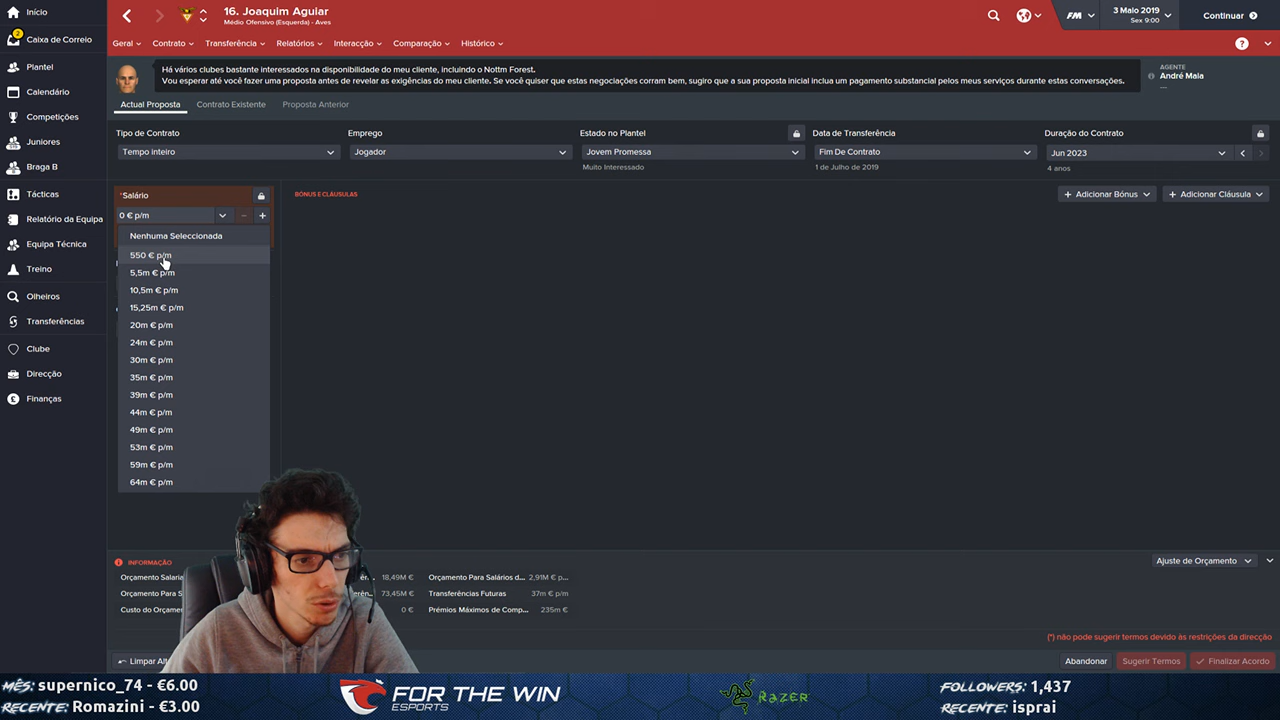 Início
2
Caixa de Correio
Plantel
Calendário
Competições
Juniores
Braga B
Tácticas
Relatório da Equipa
Equipa Técnica
Treino
Olheiros
Transferências
Clube
Direcção
Finanças
16. Joaquim Aguiar
Médio Ofensivo (Esquerda) - Aves
FM
3 Maio 2019
Sex 9:00
Continuar
Geral
Contrato
Transferência
Relatórios
Interacção
Comparação
Histórico
?
Há vários clubes bastante interessados na disponibilidade do meu cliente, incluindo o Nottm Forest.
Vou esperar até você fazer uma proposta antes de revelar as exigências do meu cliente. Se você quiser que estas negociações corram bem, sugiro que a sua proposta inicial inclua um pagamento substancial pelos meus serviços durante estas conversações.
AGENTE
André Maia
Actual Proposta
Contrato Existente
Proposta Anterior
Tipo de Contrato
Tempo inteiro
Emprego
Jogador
Estado no Plantel
Jovem Promessa
Muito Interessado
Data de Transferência
Fim De Contrato
1 de Julho de 2019
Duração do Contrato
Jun 2023
4 anos
*Salário
0 € p/m
Nenhuma Seleccionada
550 € p/m
5,5m € p/m
10,5m € p/m
15,25m € p/m
20m € p/m
24m € p/m
30m € p/m
35m € p/m
39m € p/m
44m € p/m
49m € p/m
53m € p/m
59m € p/m
64m € p/m
BÓNUS E CLÁUSULAS
Adicionar Bónus
Adicionar Cláusula
INFORMAÇÃO
Ajuste de Orçamento
Orçamento Salaria
18,49M €
Orçamento Para Salários d... 2,91M € p...
Orçamento Para S
73,45M €
Transferências Futuras 37m € p/m
Custo do Orçamen
0 €
Prémios Máximos de Comp... 235m €
(*) não pode sugerir termos devido às restrições da direcção
Limpar Alt
Abandonar
Sugerir Termos
Finalizar Acordo
MÊS: supernico_74 - €6.00
RECENTE: Romazini - €3.00
FOR THE WIN
ESPORTS
RAZER
FOLLOWERS: 1,437
RECENTE: isprai